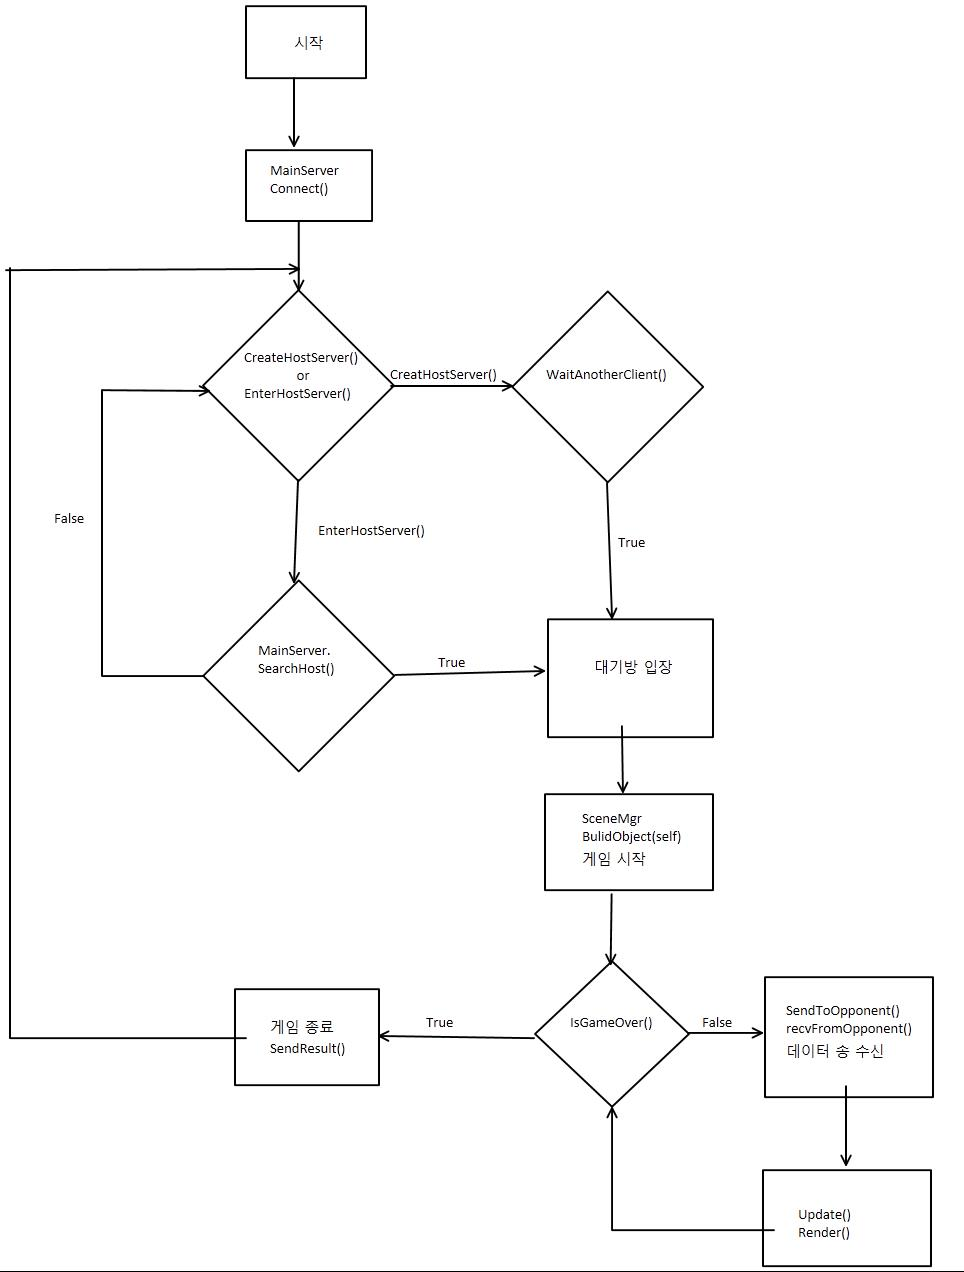 시작
MainServer
Connect()
CreateHostServer()
or
EnterHostServer()
CreatHostServer()
WaitAnotherClient()
False
EnterHostServer()
True
MainServer.
SearchHost()
True
대기방 입장
SceneMgr
BulidObject(self)
게임 시작
게임 종료
SendResult()
True
IsGameOver()
False
SendToOpponent()
recvFromOpponent()
데이터 송 수신
Update()
Render()